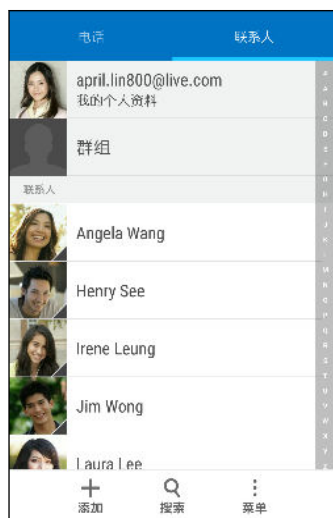 电话 联系人
april.lin800@live.com
我的个人资料
群组
联系人
Angela Wang
Henry See
Irene Leung
Jim Wong
Laura Lee
添加 搜索 菜单